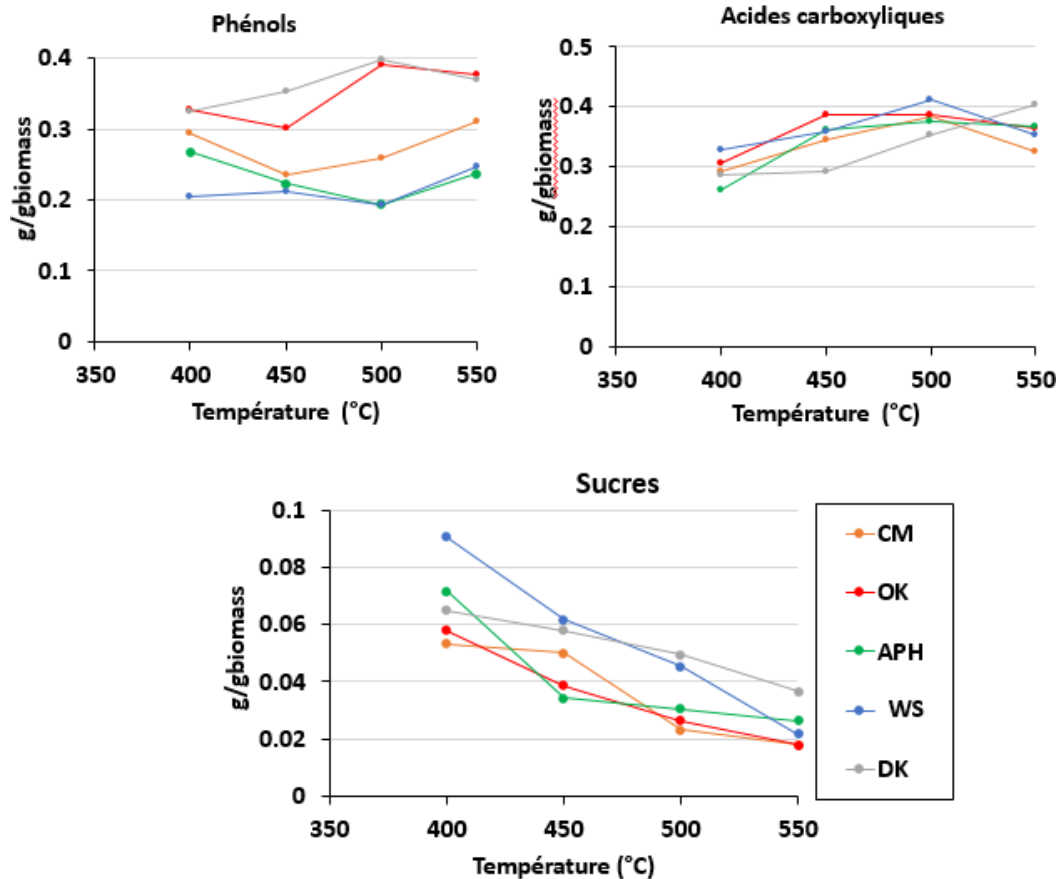 Phénols
g/gbiomass
0.4
0.3
0.2
0.1
0
350 400 450 500 550
Température (°C)
Acides carboxyliques
g/gbiomass
0.5
0.4
0.3
0.2
0.1
0
350 400 450 500 550
Température (°C)
Sucres
g/gbiomass
0.1
0.08
0.06
0.04
0.02
0
350 400 450 500 550
Température (°C)
CM
OK
APH
WS
DK